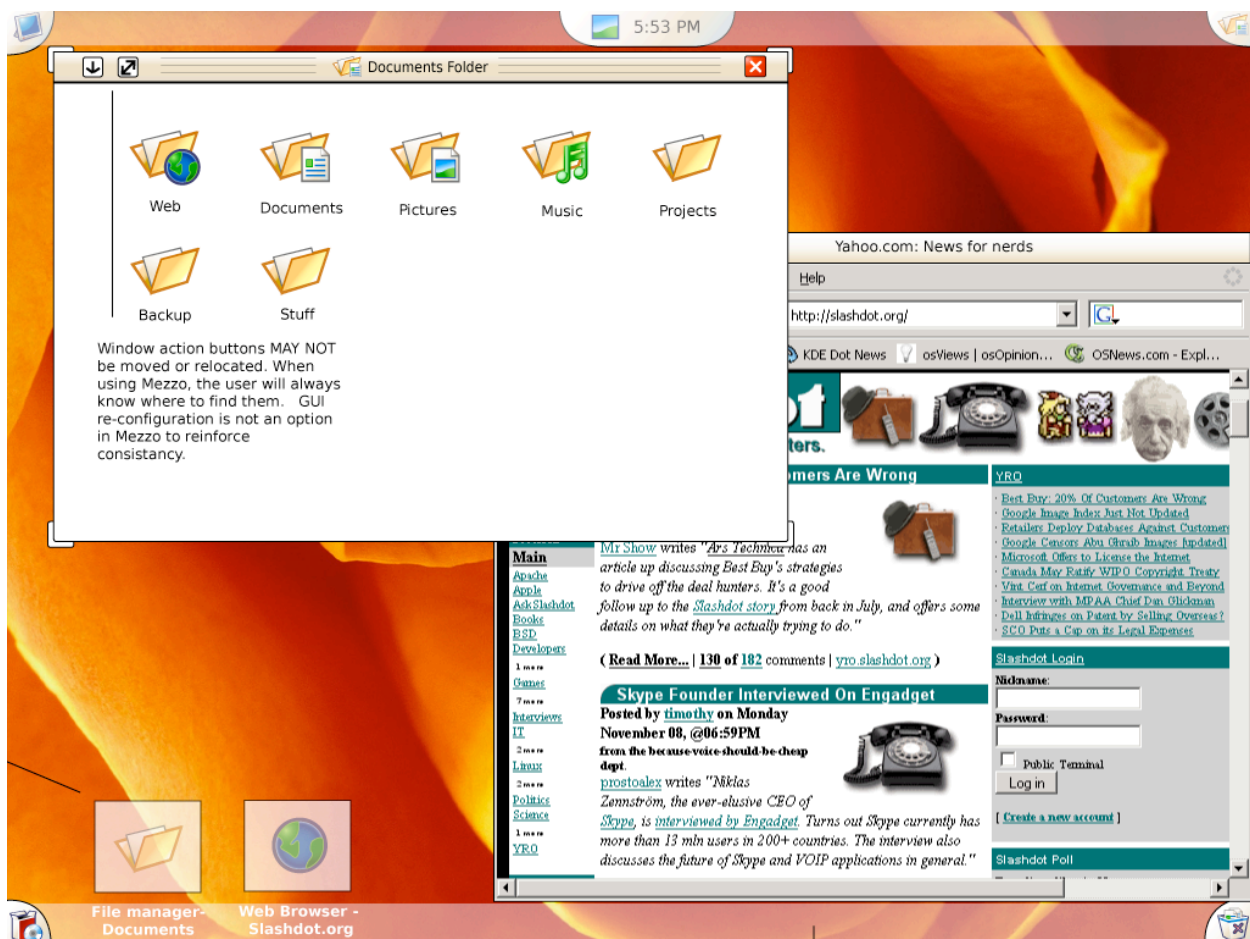 5:53 PM
Documents Folder
Web
Documents
Pictures
Music
Projects
Backup
Stuff
Window action buttons MAY NOT
be moved or relocated. When
using Mezzo, the user will always
know where to find them. GUI
re-configuration is not an option
in Mezzo to reinforce
consistancy.
Yahoo.com: News for nerds
Help
http://slashdot.org/
G
KDE Dot News
osViews | osOpinion...
OSNews.com - Expl...
ters.
mers Are Wrong
Main
Apache
Apple
AskSlashdot
Books
BSD
Developers
1 more
Games
7 more
Interviews
IT
2 more
Linux
2 more
Politics
Science
1 more
YRO
Mr Show writes "Ars Technica has an
article up discussing Best Buy's strategies
to drive off the deal hunters. It's a good
follow up to the Slashdot story from back in July, and offers some
details on what they're actually trying to do."
( Read More... | 130 of 182 comments | yro.slashdot.org )
Skype Founder Interviewed On Engadget
Posted by timothy on Monday
November 08, @06:59PM
from the because-voice-should-be-cheap
dept.
prostoalex writes "Niklas
Zennström, the ever-elusive CEO of
Skype, is interviewed by Engadget. Turns out Skype currently has
more than 13 mln users in 200+ countries. The interview also
discusses the future of Skype and VOIP applications in general."
YRO
· Best Buy: 20% Of Customers Are Wrong
· Google Image Index Just Not Updated
· Retailers Deploy Databases Against Customers
· Google Censors Abu Ghraib Images [updated]
· Microsoft Offers to License the Internet
· Canada May Ratify WIPO Copyright Treaty
· Vint Cerf on Internet Governance and Beyond
· Interview with MPAA Chief Dan Glickman
· Dell Infringes on Patent by Selling Overseas?
· SCO Puts a Cap on its Legal Expenses
Slashdot Login
Nickname:
Password:
Public Terminal
Log in
[ Create a new account ]
Slashdot Poll
File manager-
Documents
Web Browser -
Slashdot.org